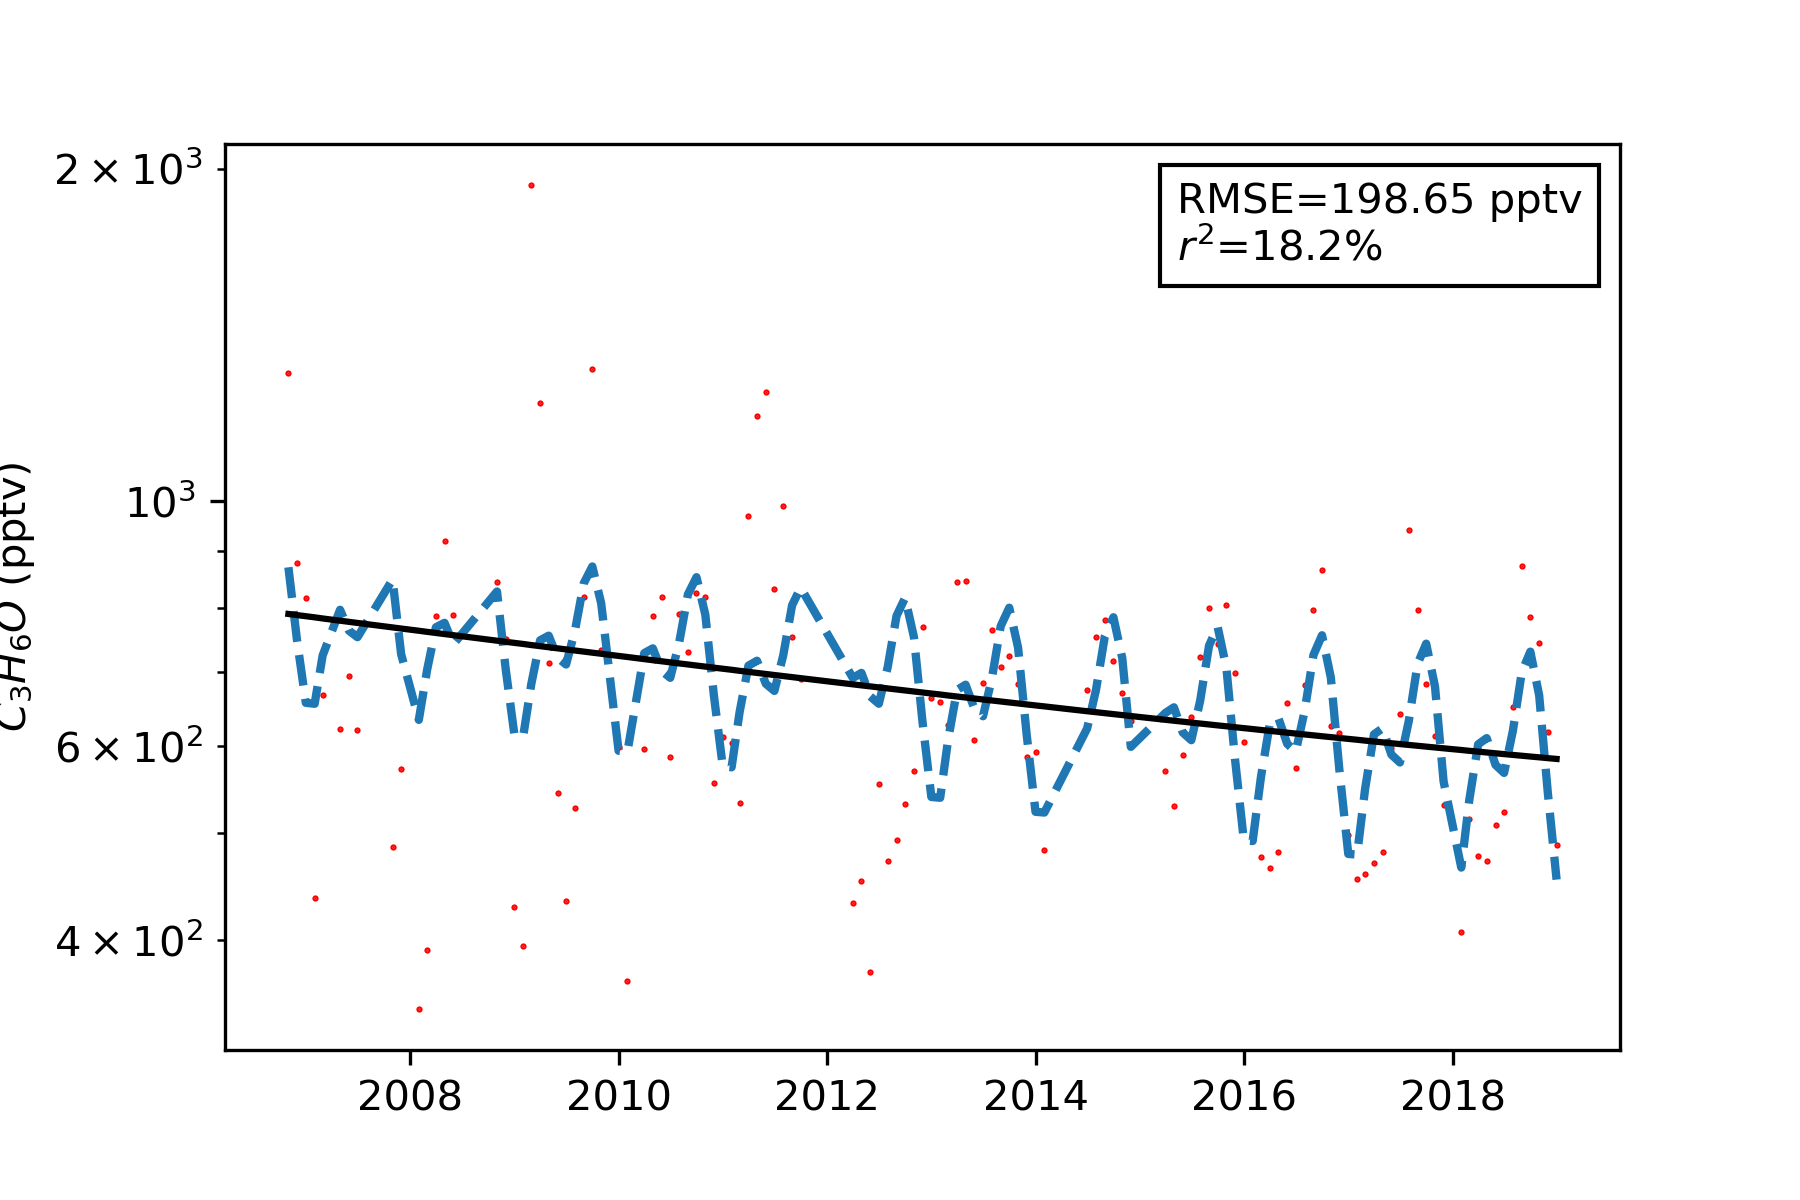 2 × 10³
10³
6 × 10²
4 × 10²
C₃H₆O (pptv)
RMSE=198.65 pptv
r²=18.2%
2008 2010 2012 2014 2016 2018